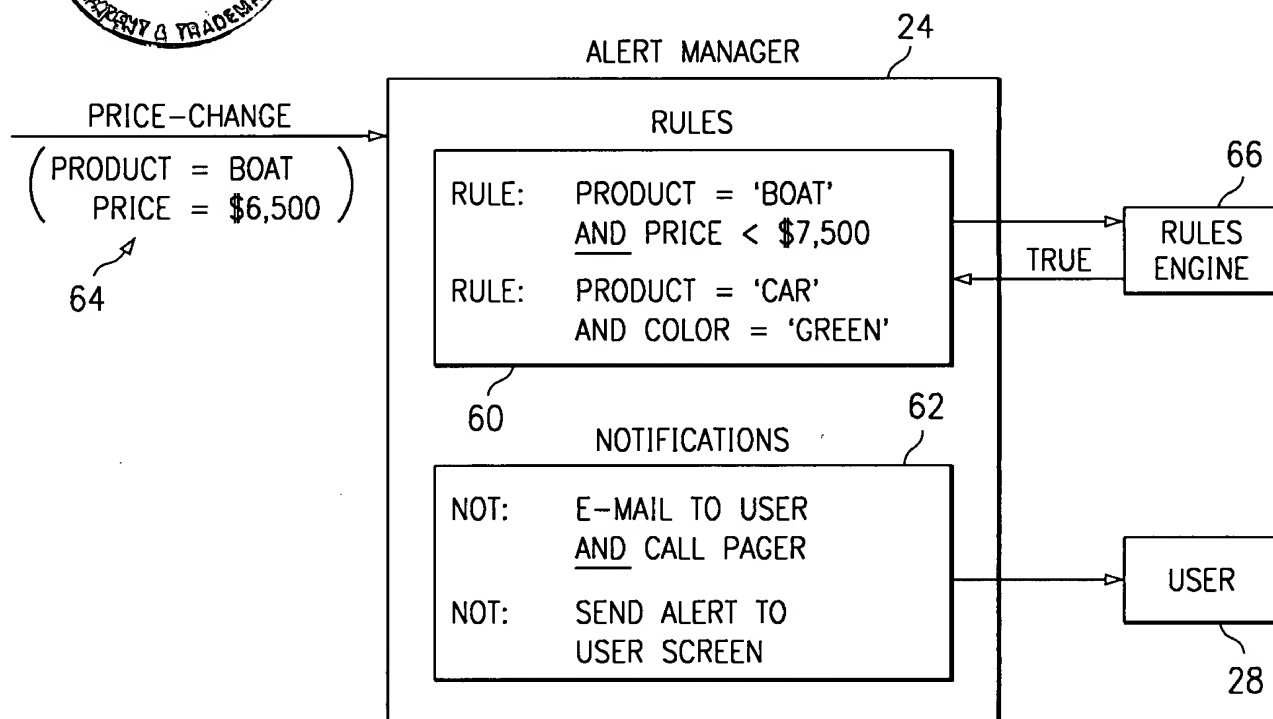 & TRADEM
24
ALERT MANAGER
PRICE-CHANGE
(PRODUCT = BOAT
PRICE = $6,500)
64
RULES
RULE: PRODUCT = 'BOAT'
AND PRICE < $7,500
RULE: PRODUCT = 'CAR'
AND COLOR = 'GREEN'
60
66
RULES
ENGINE
TRUE
62
NOTIFICATIONS
NOT: E-MAIL TO USER
AND CALL PAGER
NOT: SEND ALERT TO
USER SCREEN
USER
28